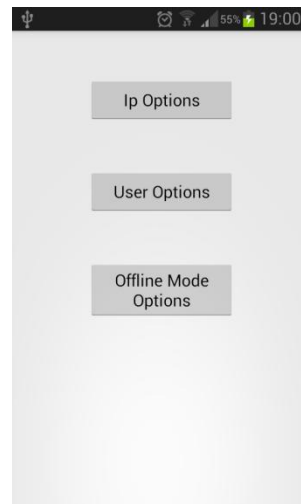 55% 19:00
Ip Options
User Options
Offline Mode
Options